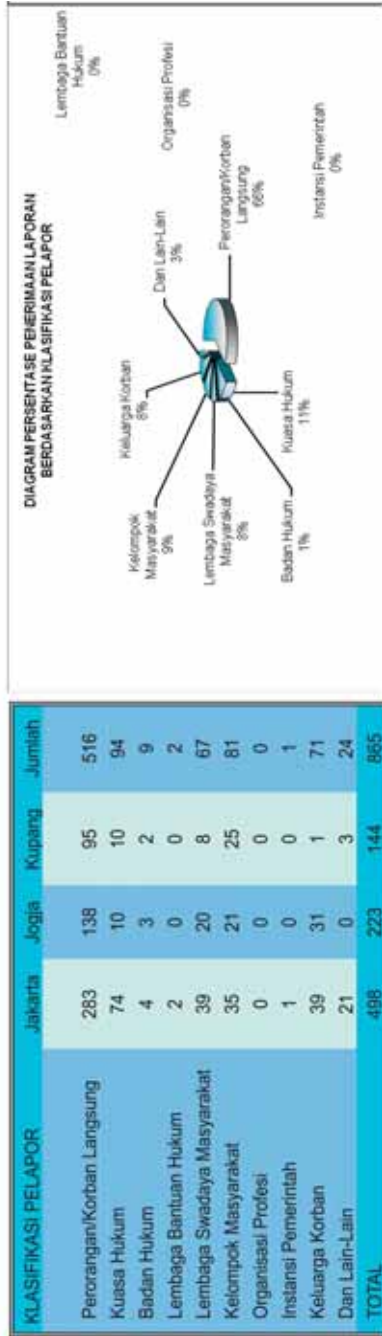 KLASIFIKASI PELAPOR Jakarta Jogja Kupang Jumlah
Perorangan/Korban Langsung 283 138 95 516
Kuasa Hukum 74 10 10 94
Badan Hukum 4 3 2 9
Lembaga Bantuan Hukum 2 0 0 2
Lembaga Swadaya Masyarakat 39 20 8 67
Kelompok Masyarakat 35 21 25 81
Organisasi Profesi 0 0 0 0
Instansi Pemerintah 1 0 0 1
Keluarga Korban 39 31 1 71
Dan Lain-Lain 21 0 3 24
TOTAL 498 223 144 865
DIAGRAM PERSENTASE PENERIMAAN LAPORAN
BERDASARKAN KLASIFIKASI PELAPOR
Lembaga Bantuan
Hukum
0%
Organisasi Profesi
0%
Dan Lain-Lain
3%
Keluarga Korban
8%
Kelompok
Masyarakat
9%
Perorangan/Korban
Langsung
66%
Lembaga Swadaya
Masyarakat
8%
Instansi Pemerintah
0%
Kuasa Hukum
11%
Badan Hukum
1%